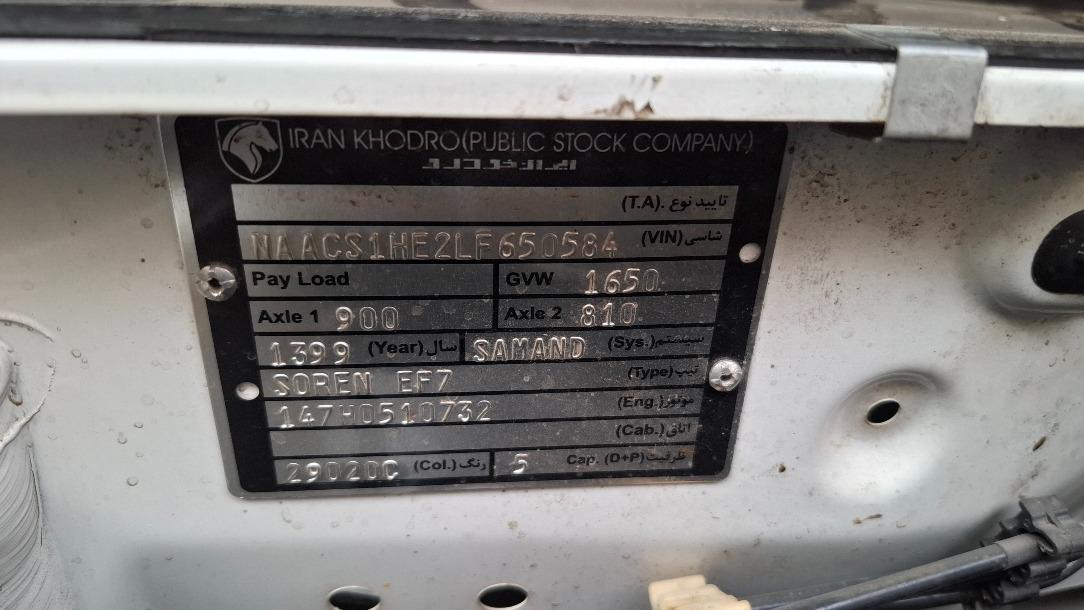 IRAN KHODRO(PUBLIC STOCK COMPANY)
ایران خودرو
تایید نوع .(T.A)
NAACS1HE2LF650584 شاسی (VIN)
Pay Load GVW 1650
Axle 1 900 Axle 2 810
1399 سال (Year) SAMAND سیستم (Sys.)
SOREN EF7 تیپ (Type)
147H0510732 موتور (Eng.)
اتاق (Cab.)
29020C رنگ (Col.) 5 ظرفیت Cap. (D+P)